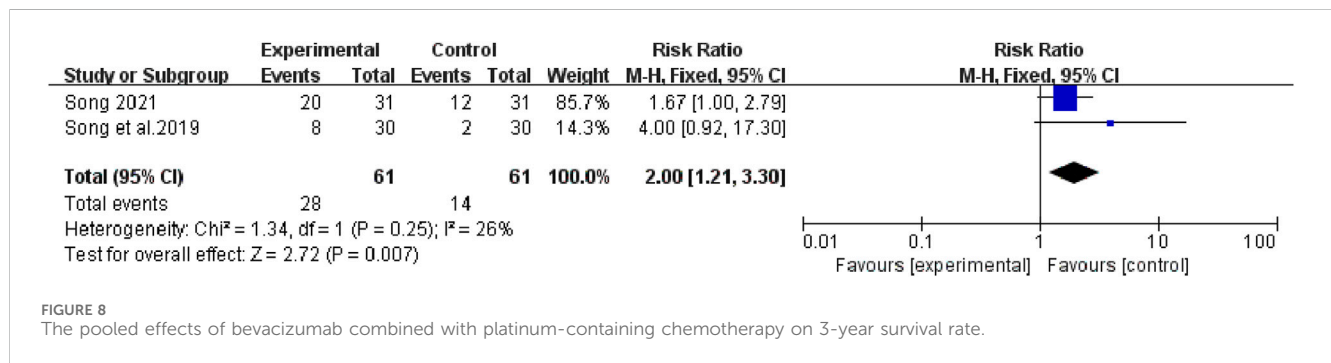 Experimental Control Risk Ratio Risk Ratio
Study or Subgroup Events Total Events Total Weight M-H, Fixed, 95% CI M-H, Fixed, 95% CI
Song 2021 20 31 12 31 85.7% 1.67 [1.00, 2.79]
Song et al.2019 8 30 2 30 14.3% 4.00 [0.92, 17.30]
Total (95% CI) 61 61 100.0% 2.00 [1.21, 3.30]
Total events 28 14
Heterogeneity: Chi² = 1.34, df = 1 (P = 0.25); I² = 26%
Test for overall effect: Z = 2.72 (P = 0.007)
0.01 0.1 1 10 100
Favours [experimental] Favours [control]
FIGURE 8
The pooled effects of bevacizumab combined with platinum-containing chemotherapy on 3-year survival rate.